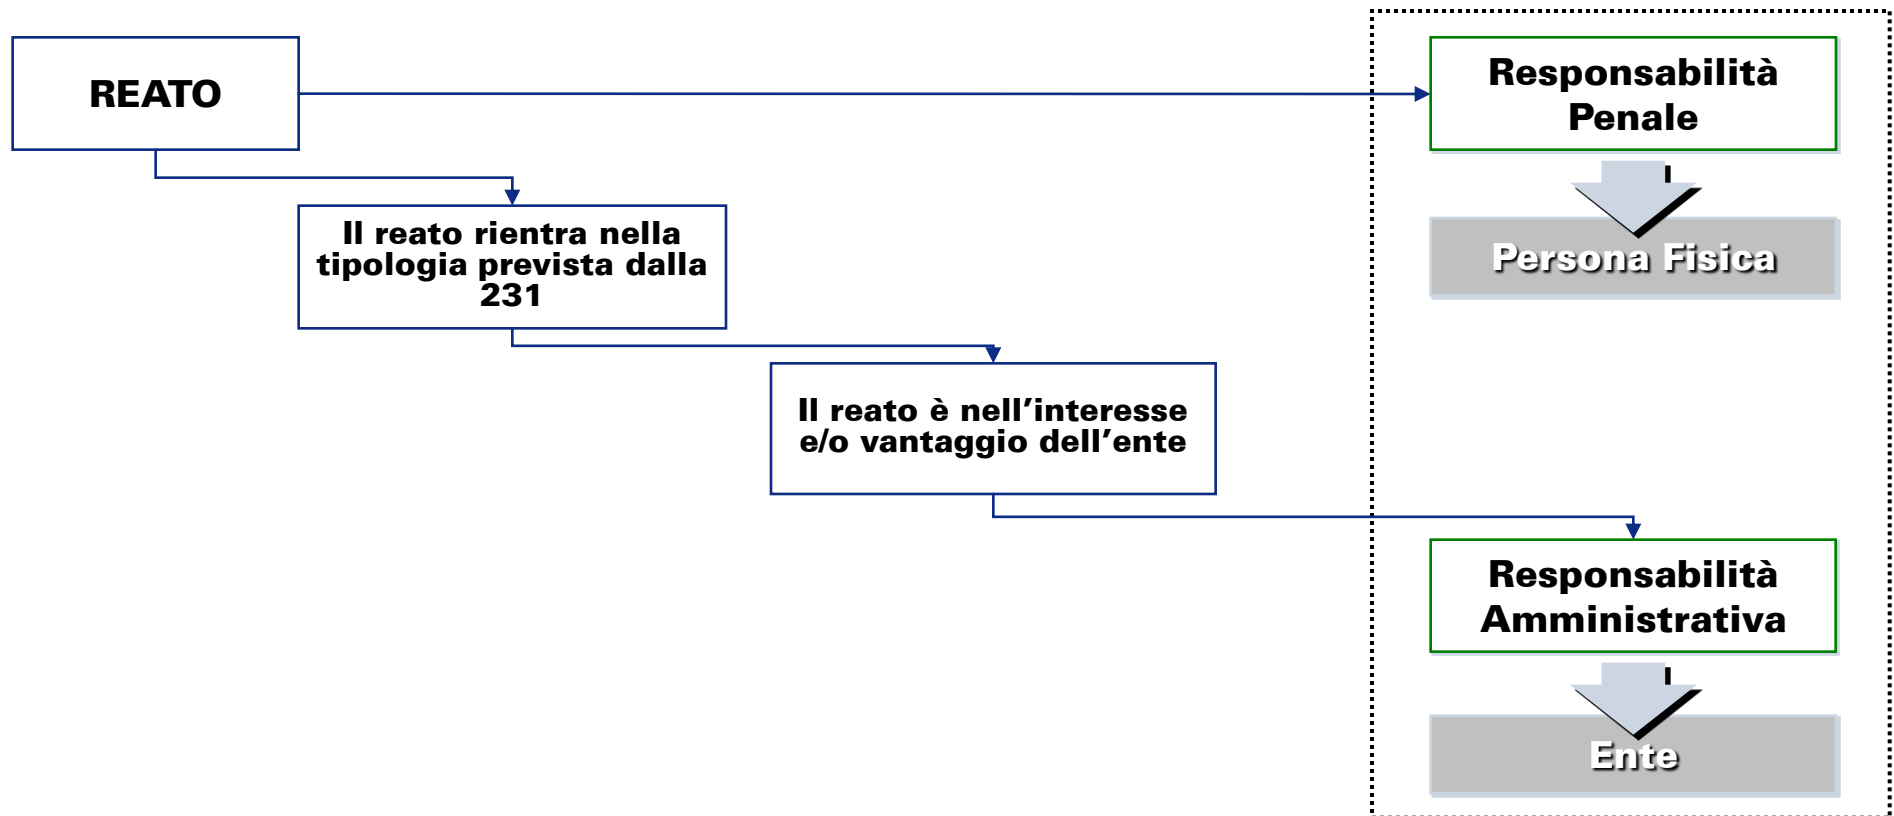 REATO
Responsabilità
Penale
Persona Fisica
Il reato rientra nella
tipologia prevista dalla
231
Il reato è nell’interesse
e/o vantaggio dell’ente
Responsabilità
Amministrativa
Ente